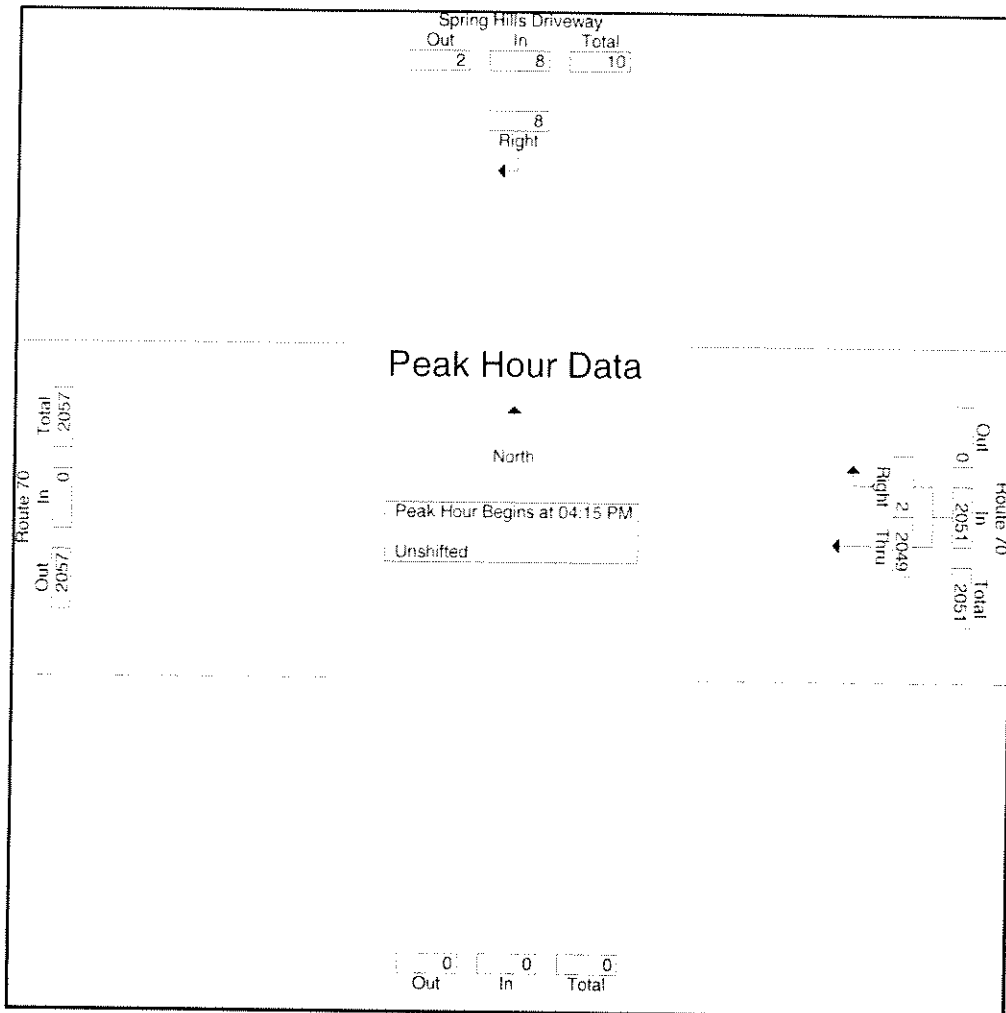 Spring Hills Driveway
Out In Total
2 8 10
8
Right
Peak Hour Data
North
Peak Hour Begins at 04:15 PM
Unshifted
Route 70
Out In Total
2057 0 2057
Route 70
Out In Total
0 2051 2051
2 2049
Right Thru
0 0 0
Out In Total